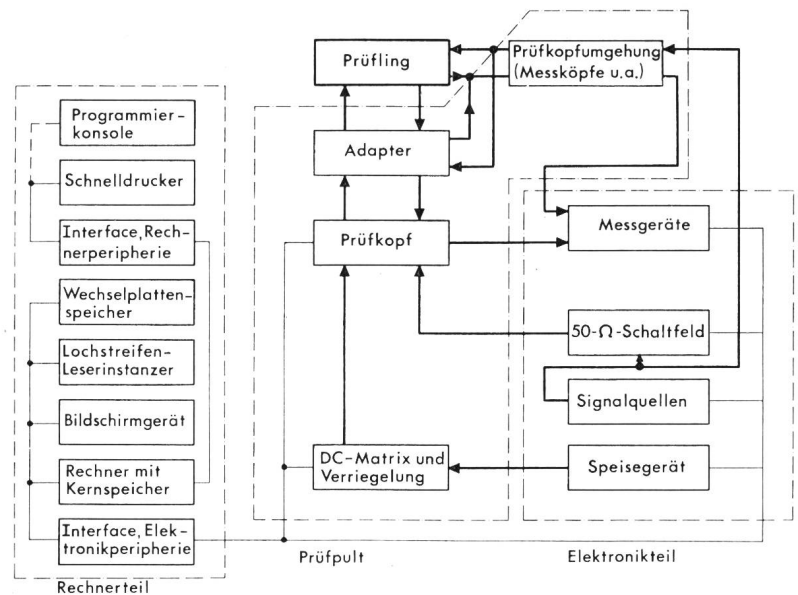 Programmier-
konsole
Schnelldrucker
Interface, Rech-
nerperipherie
Wechselplatten-
speicher
Lochstreifen-
Leserinstanzer
Bildschirmgerät
Rechner mit
Kernspeicher
Interface, Elek-
tronikperipherie
Rechnerteil
Prüfling
Adapter
Prüfkopf
DC-Matrix und
Verriegelung
Prüfpult
Prüfkopfumgehung
(Messköpfe u.a.)
Messgeräte
50-Ω-Schaltfeld
Signalquellen
Speisegerät
Elektronikteil